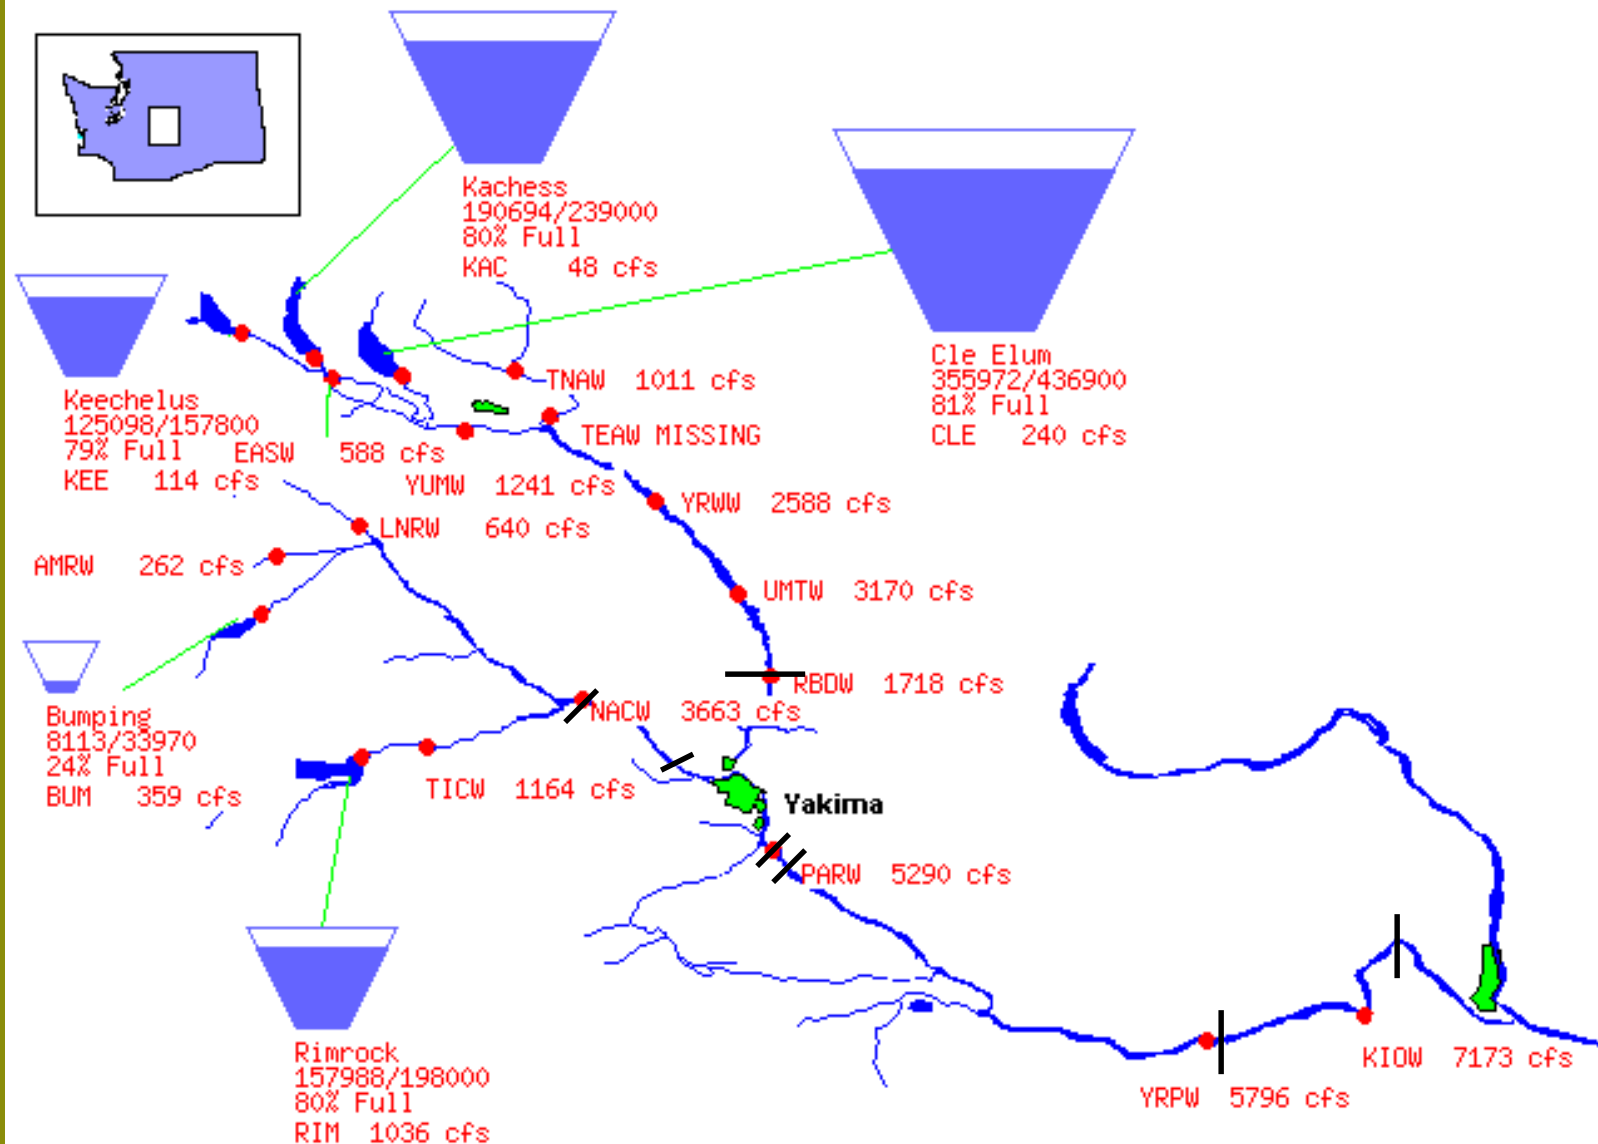 Kachess
190694/239000
80% Full
KAC 48 cfs
Cle Elum
355972/436900
81% Full
CLE 240 cfs
Keechelus
125098/157800
79% Full
KEE 114 cfs
TNAW 1011 cfs
TEAW MISSING
EASW 588 cfs
YUMW 1241 cfs
YRWW 2588 cfs
LNRW 640 cfs
AMRW 262 cfs
UMTW 3170 cfs
RBDW 1718 cfs
NACW 3663 cfs
Bumping
8113/33970
24% Full
BUM 359 cfs
TICW 1164 cfs
Yakima
PARW 5290 cfs
Rimrock
157988/198000
80% Full
RIM 1036 cfs
KIOW 7173 cfs
YRPW 5796 cfs